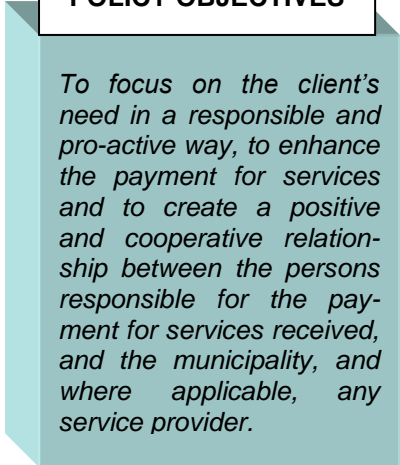 POLICY OBJECTIVES
To focus on the client's
need in a responsible and
pro-active way, to enhance
the payment for services
and to create a positive
and cooperative relation-
ship between the persons
responsible for the pay-
ment for services received,
and the municipality, and
where applicable, any
service provider.